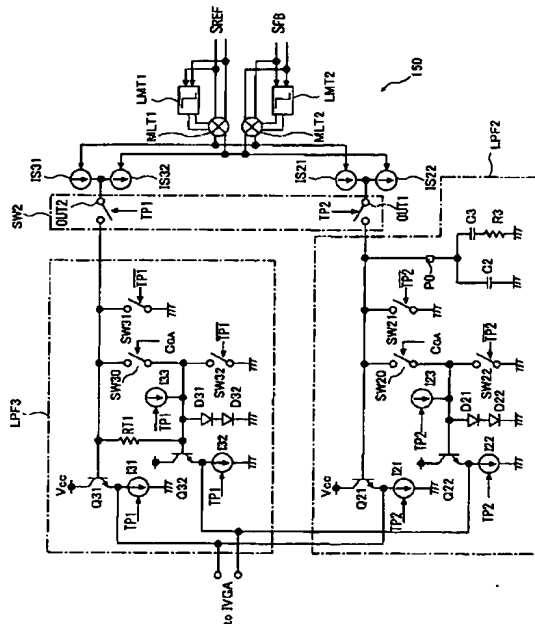 SREF
SFB
LMT1
LMT2
MLT1
MLT2
150
IS31
IS32
IS21
IS22
SW2
OUT2
OUT1
TP1
TP2
LPF2
LPF3
SW31
TP1
SW30
CGA
SW32
TP1
I33
TP1
D31
D32
RT1
Vcc
Q31
I31
TP1
Q32
I32
TP1
C3
R3
P0
C2
SW21
TP2
SW20
CGA
SW22
TP2
I23
TP2
D21
D22
Vcc
Q21
I21
TP2
Q22
I22
TP2
to IVGA